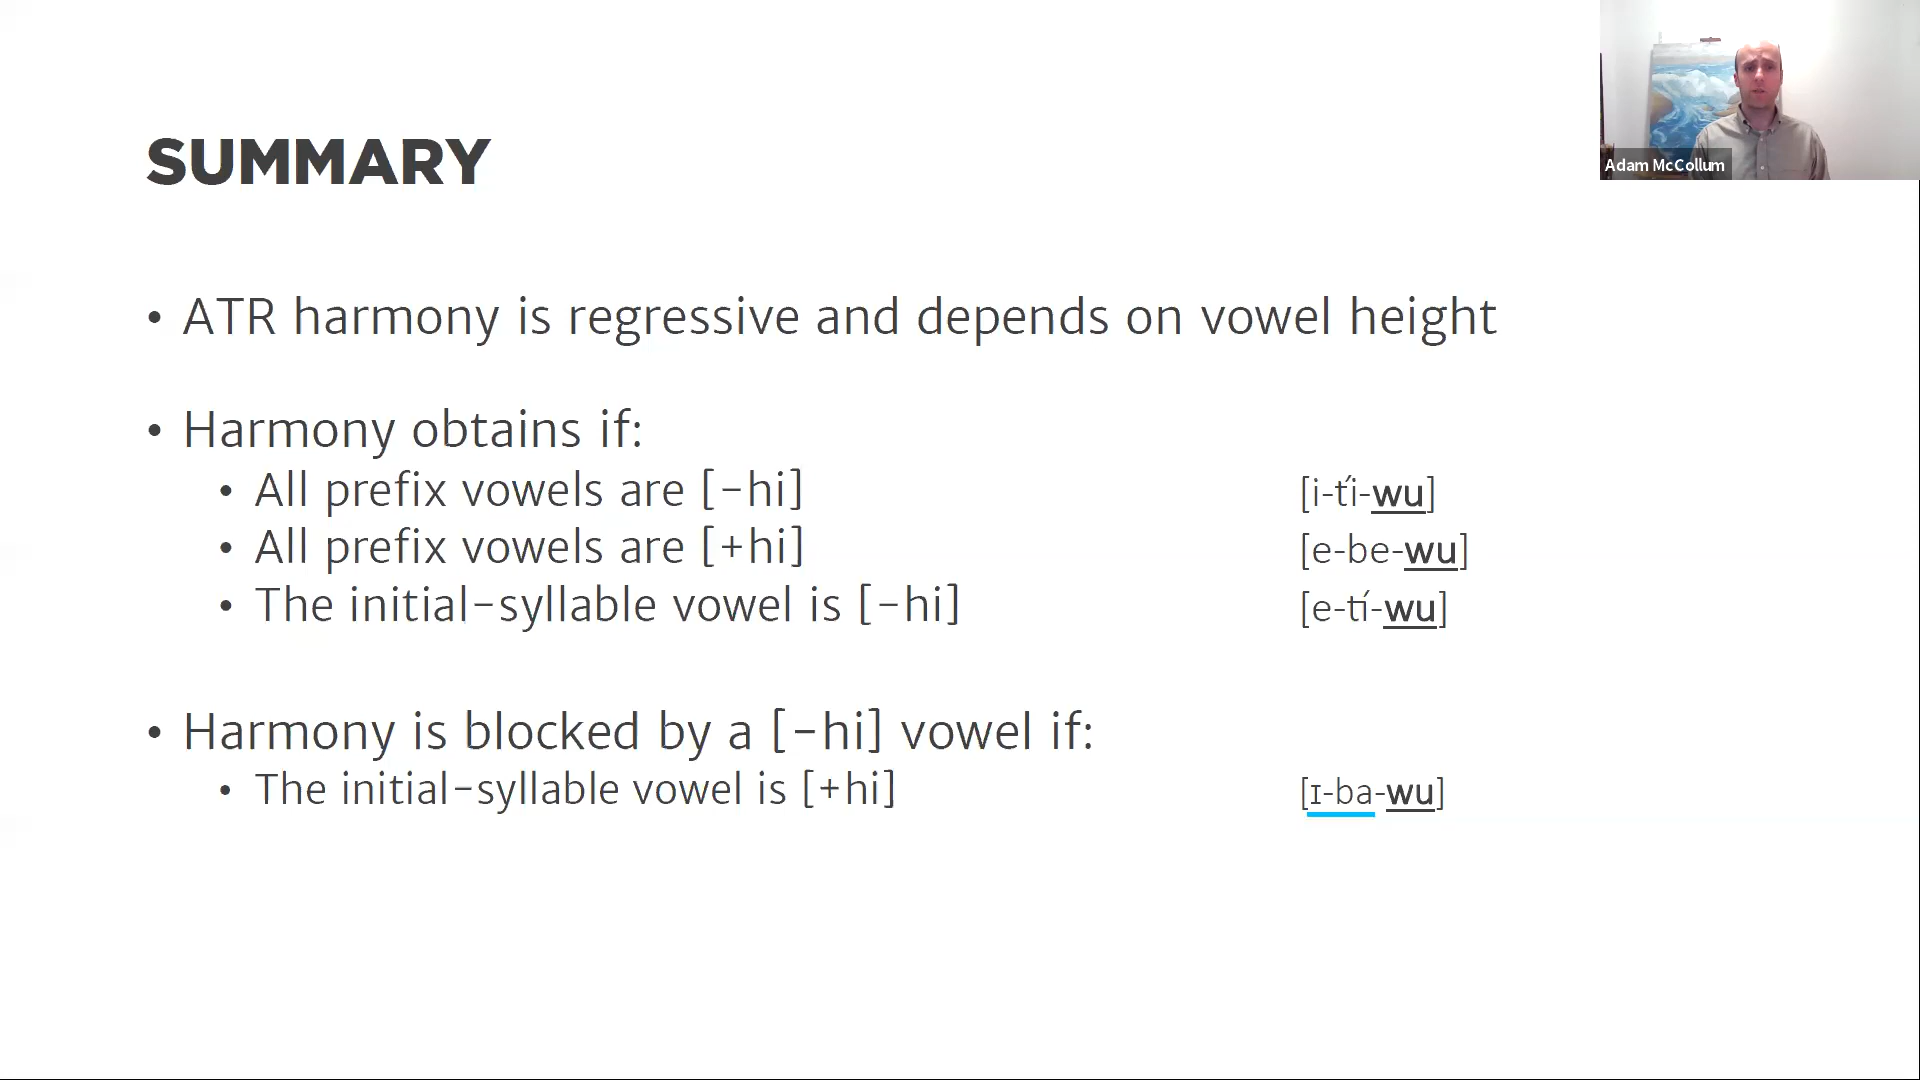 Adam McCollum
SUMMARY
• ATR harmony is regressive and depends on vowel height
• Harmony obtains if:
• All prefix vowels are [-hi] [i-tí-wu]
• All prefix vowels are [+hi] [e-be-wu]
• The initial-syllable vowel is [-hi] [e-tí-wu]
• Harmony is blocked by a [-hi] vowel if:
• The initial-syllable vowel is [+hi] [ɪ-ba-wu]